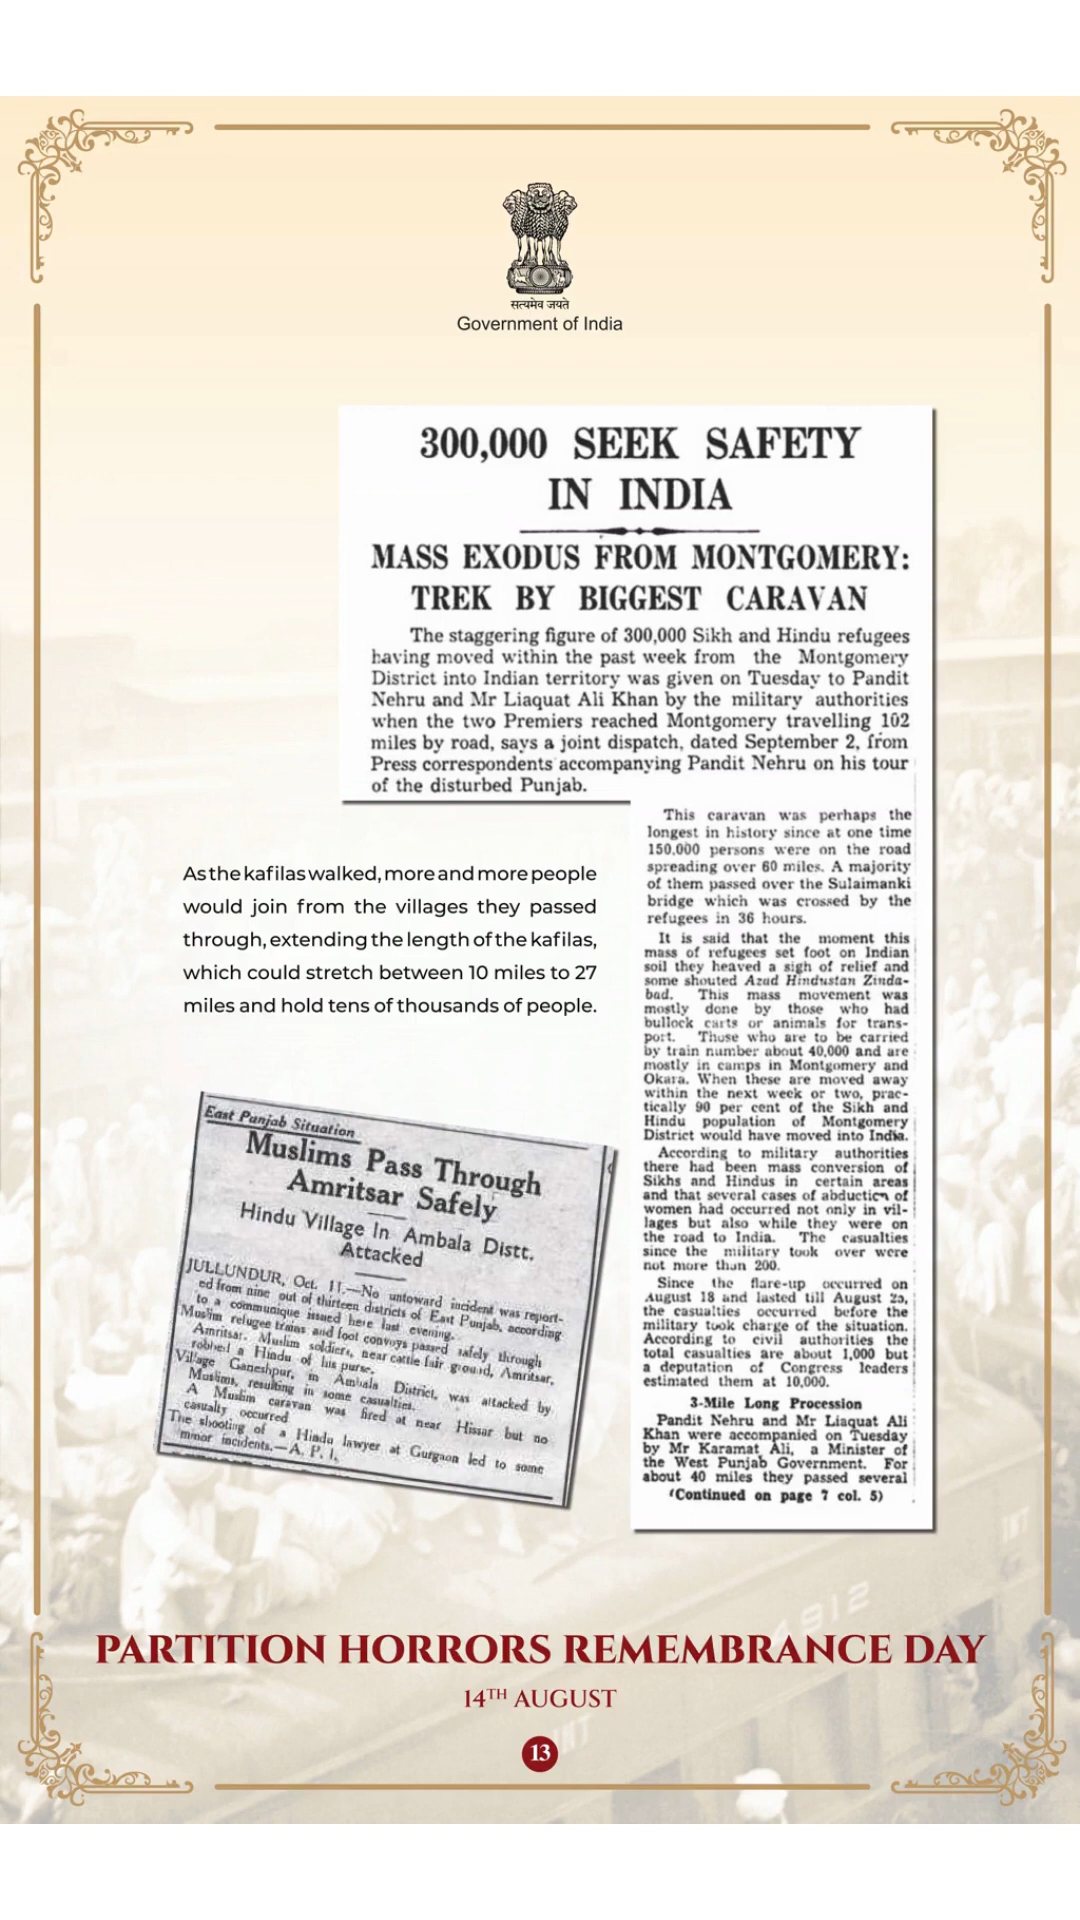 सत्यमेव जयते
Government of India
300,000 SEEK SAFETY
IN INDIA
MASS EXODUS FROM MONTGOMERY:
TREK BY BIGGEST CARAVAN
The staggering figure of 300,000 Sikh and Hindu refugees
having moved within the past week from the Montgomery
District into Indian territory was given on Tuesday to Pandit
Nehru and Mr Liaquat Ali Khan by the military authorities
when the two Premiers reached Montgomery travelling 102
miles by road, says a joint dispatch, dated September 2, from
Press correspondents accompanying Pandit Nehru on his tour
of the disturbed Punjab.
This caravan was perhaps the
longest in history since at one time
150,000 persons were on the road
spreading over 60 miles. A majority
of them passed over the Sulaimanki
bridge which was crossed by the
refugees in 36 hours.
It is said that the moment this
mass of refugees set foot on Indian
soil they heaved a sigh of relief and
some shouted Azad Hindustan Zinda-
bad. This mass movement was
mostly done by those who had
bullock carts or animals for trans-
port. Those who are to be carried
by train number about 40,000 and are
mostly in camps in Montgomery and
Okara. When these are moved away
within the next week or two, prac-
tically 90 per cent of the Sikh and
Hindu population of Montgomery
District would have moved into India.
According to military authorities
there had been mass conversion of
Sikhs and Hindus in certain areas
and that several cases of abduction of
women had occurred not only in vil-
lages but also while they were on
the road to India. The casualties
since the military took over were
not more than 200.
Since the flare-up occurred on
August 18 and lasted till August 25,
the casualties occurred before the
military took charge of the situation.
According to civil authorities the
total casualties are about 1,000 but
a deputation of Congress leaders
estimated them at 10,000.
3-Mile Long Procession
Pandit Nehru and Mr Liaquat Ali
Khan were accompanied on Tuesday
by Mr Karamat Ali, a Minister of
the West Punjab Government. For
about 40 miles they passed several
(Continued on page 7 col. 5)
As the kafilas walked, more and more people
would join from the villages they passed
through, extending the length of the kafilas,
which could stretch between 10 miles to 27
miles and hold tens of thousands of people.
East Punjab Situation
Muslims Pass Through
Amritsar Safely
Hindu Village In Ambala Distt.
Attacked
JULLUNDUR, Oct. 11.—No untoward incident was report-
ed from nine out of thirteen districts of East Punjab, according
to a communique issued here last evening.
Muslim refugee trains and foot convoys passed safely through
Amritsar. Muslim soldiers, near cattle fair ground, Amritsar,
robbed a Hindu of his purse.
Village Ganeshpur, in Ambala District, was attacked by
Muslims, resulting in some casualties.
A Muslim caravan was fired at near Hissar but no
casualty occurred
The shooting of a Hindu lawyer at Gurgaon led to some
minor incidents.—A. P. I.
PARTITION HORRORS REMEMBRANCE DAY
14TH AUGUST
13